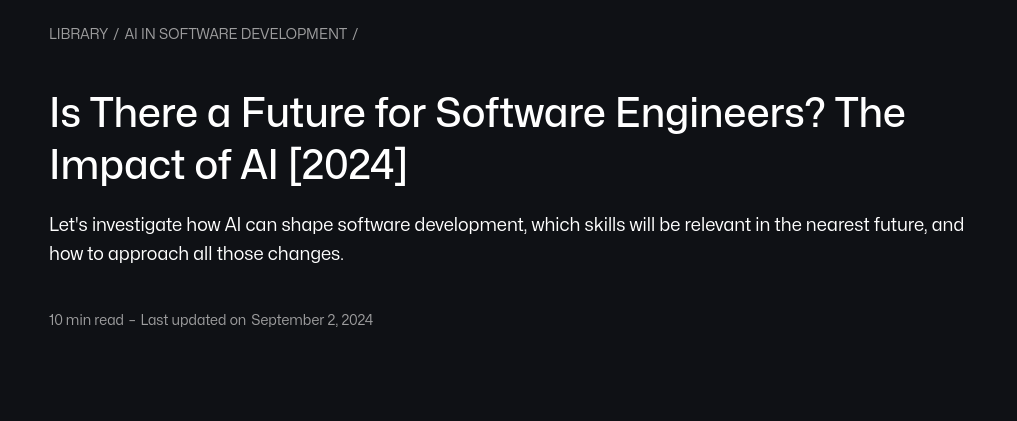 LIBRARY / AI IN SOFTWARE DEVELOPMENT /
Is There a Future for Software Engineers? The
Impact of AI [2024]
Let's investigate how AI can shape software development, which skills will be relevant in the nearest future, and
how to approach all those changes.
10 min read – Last updated on September 2, 2024